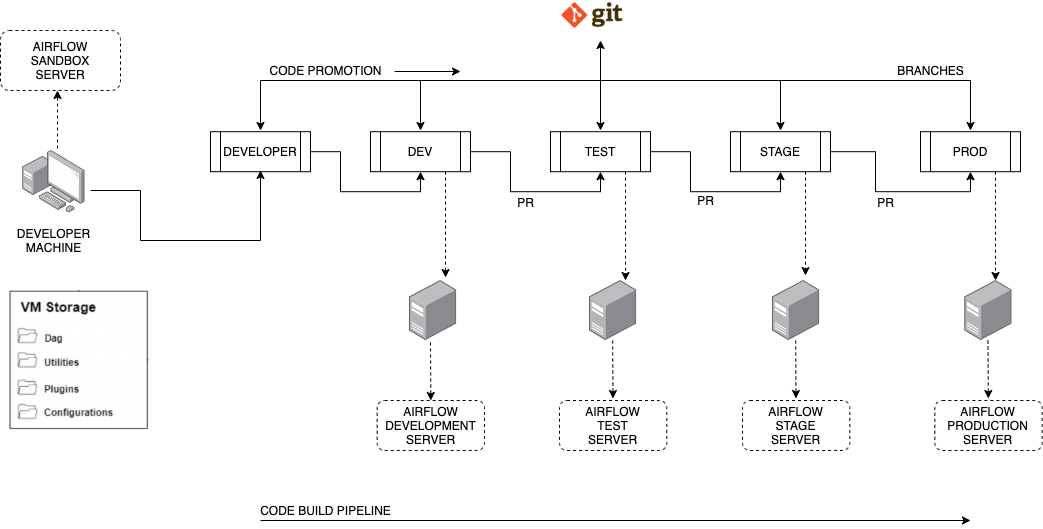 git
AIRFLOW
SANDBOX
SERVER
CODE PROMOTION
BRANCHES
DEVELOPER
DEV
TEST
STAGE
PROD
PR
PR
PR
DEVELOPER
MACHINE
VM Storage
Dag
Utilities
Plugins
Configurations
AIRFLOW
DEVELOPMENT
SERVER
AIRFLOW
TEST
SERVER
AIRFLOW
STAGE
SERVER
AIRFLOW
PRODUCTION
SERVER
CODE BUILD PIPELINE